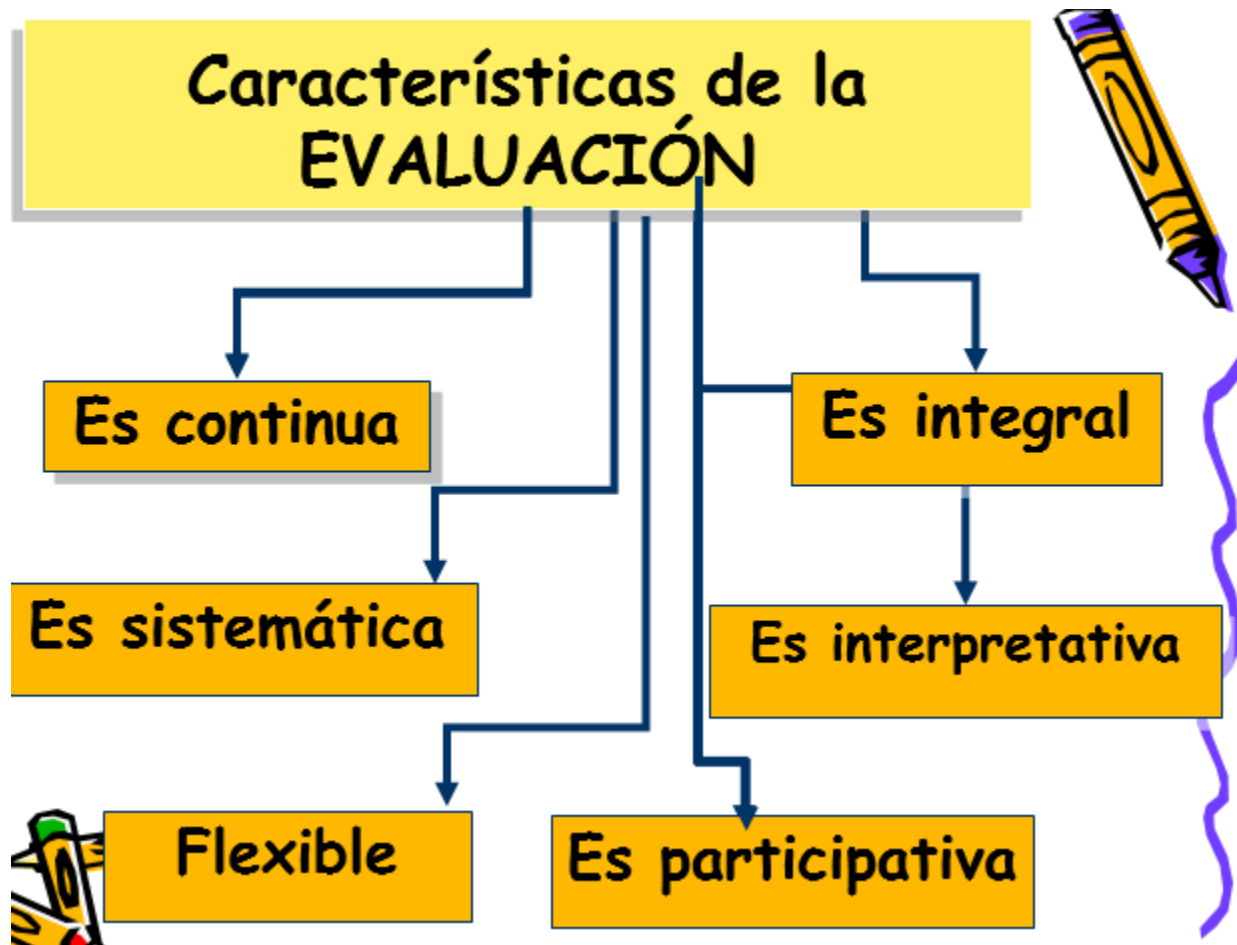 Características de la
EVALUACIÓN
Es continua
Es integral
Es sistemática
Es interpretativa
Flexible
Es participativa